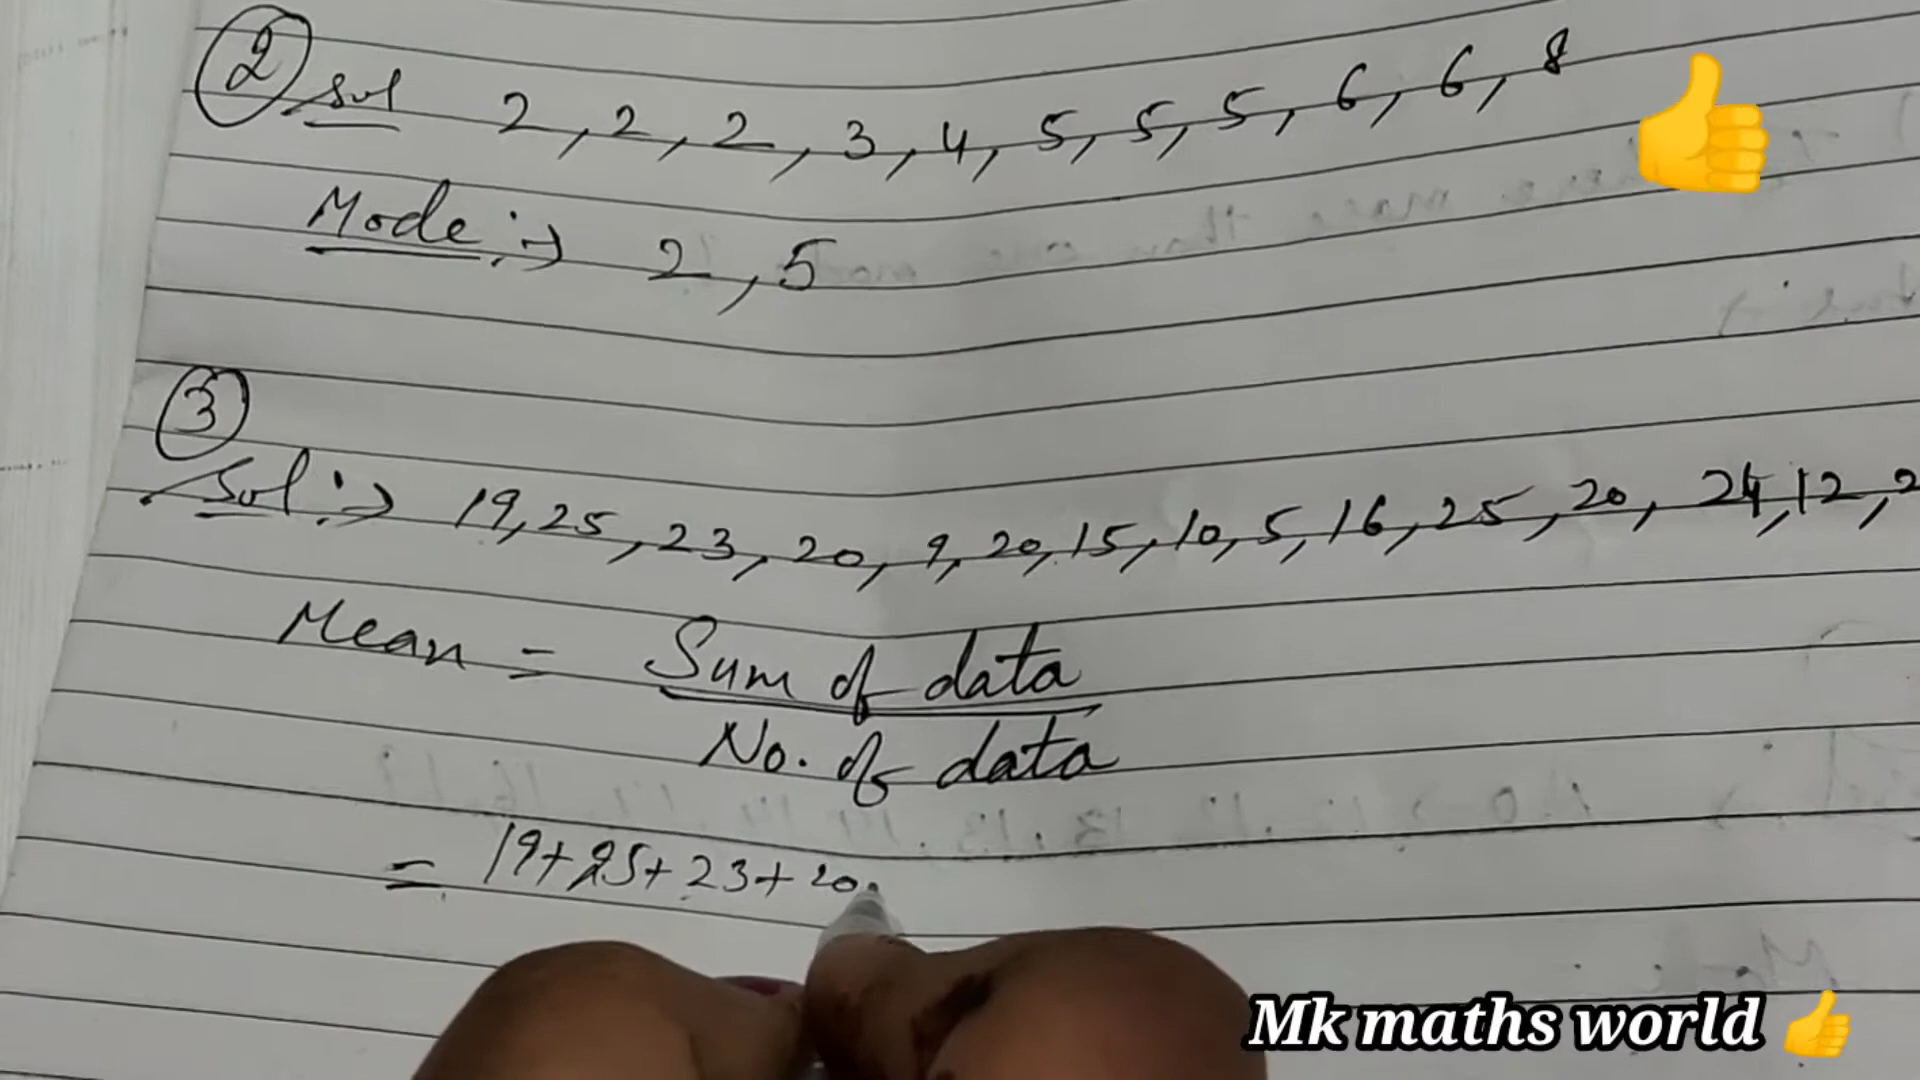 2 sol 2, 2, 2, 3, 4, 5, 5, 5, 6, 6, 8
Mode :→ 2, 5
3
Sol :→ 19, 25, 23, 20, 9, 20, 15, 10, 5, 16, 25, 20, 24, 12, 2
Mean = Sum of data
No. of data
= 19+25+23+20
Mk maths world